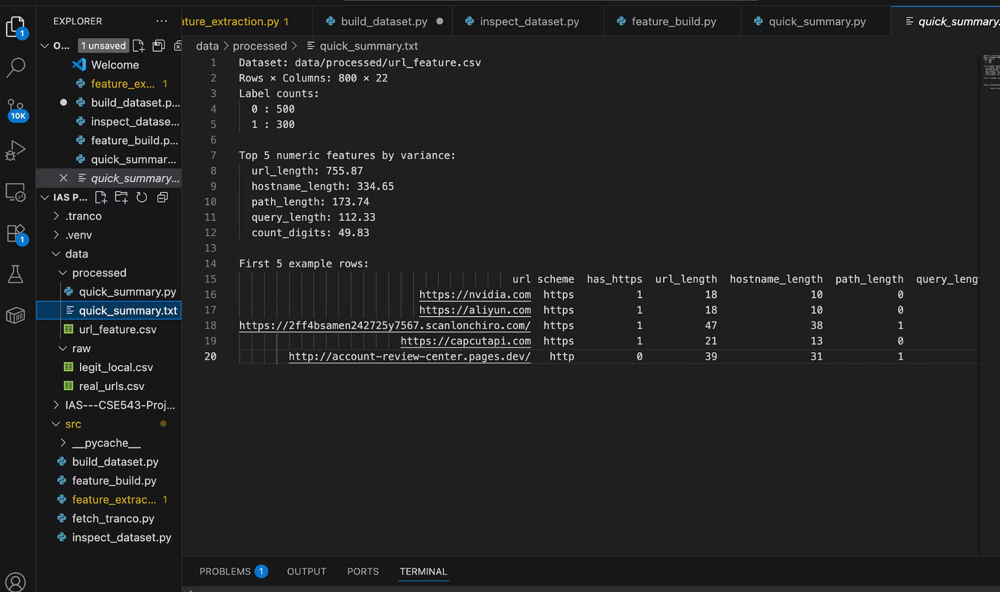 EXPLORER
ature_extraction.py 1
build_dataset.py
inspect_dataset.py
feature_build.py
quick_summary.py
quick_summary.
1
O... 1 unsaved
data > processed > quick_summary.txt
Welcome
feature_ex... 1
build_dataset.p...
inspect_datase...
feature_build.p...
quick_summar...
quick_summary...
10K
1
IAS P...
.tranco
.venv
data
processed
quick_summary.py
quick_summary.txt
url_feature.csv
raw
legit_local.csv
real_urls.csv
IAS---CSE543-Proj...
src
__pycache__
build_dataset.py
feature_build.py
feature_extrac... 1
fetch_tranco.py
inspect_dataset.py
1 Dataset: data/processed/url_feature.csv
2 Rows × Columns: 800 × 22
3 Label counts:
4 0 : 500
5 1 : 300
6
7 Top 5 numeric features by variance:
8 url_length: 755.87
9 hostname_length: 334.65
10 path_length: 173.74
11 query_length: 112.33
12 count_digits: 49.83
13
14 First 5 example rows:
15 url scheme has_https url_length hostname_length path_length query_lengt
16 https://nvidia.com https 1 18 10 0
17 https://aliyun.com https 1 18 10 0
18 https://2ff4bsamen242725y7567.scanlonchiro.com/ https 1 47 38 1
19 https://capcutapi.com https 1 21 13 0
20 http://account-review-center.pages.dev/ http 0 39 31 1
PROBLEMS 1 OUTPUT PORTS TERMINAL